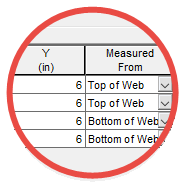 Y Measured
(in) From
6 Top of Web
6 Top of Web
6 Bottom of Web
6 Bottom of Web